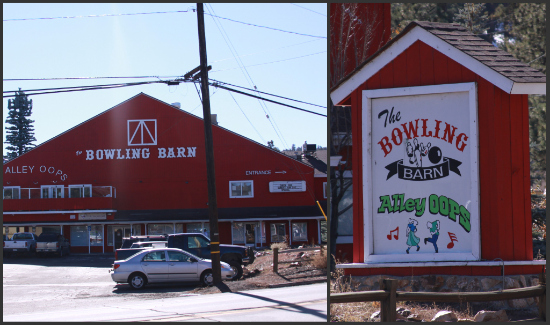 The BOWLING BARN
ALLEY OOPS
ENTRANCE
The
BOWLING
BARN
Alley OOPS